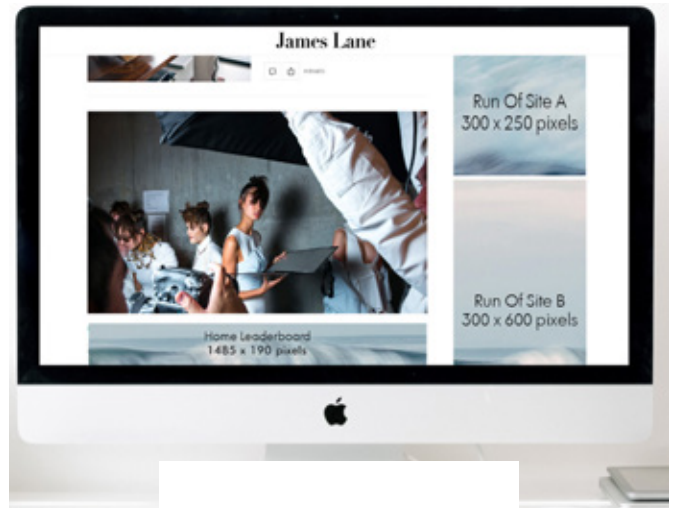 James Lane
Run Of Site A
300 x 250 pixels
Run Of Site B
300 x 600 pixels
Home Leaderboard
1485 x 190 pixels